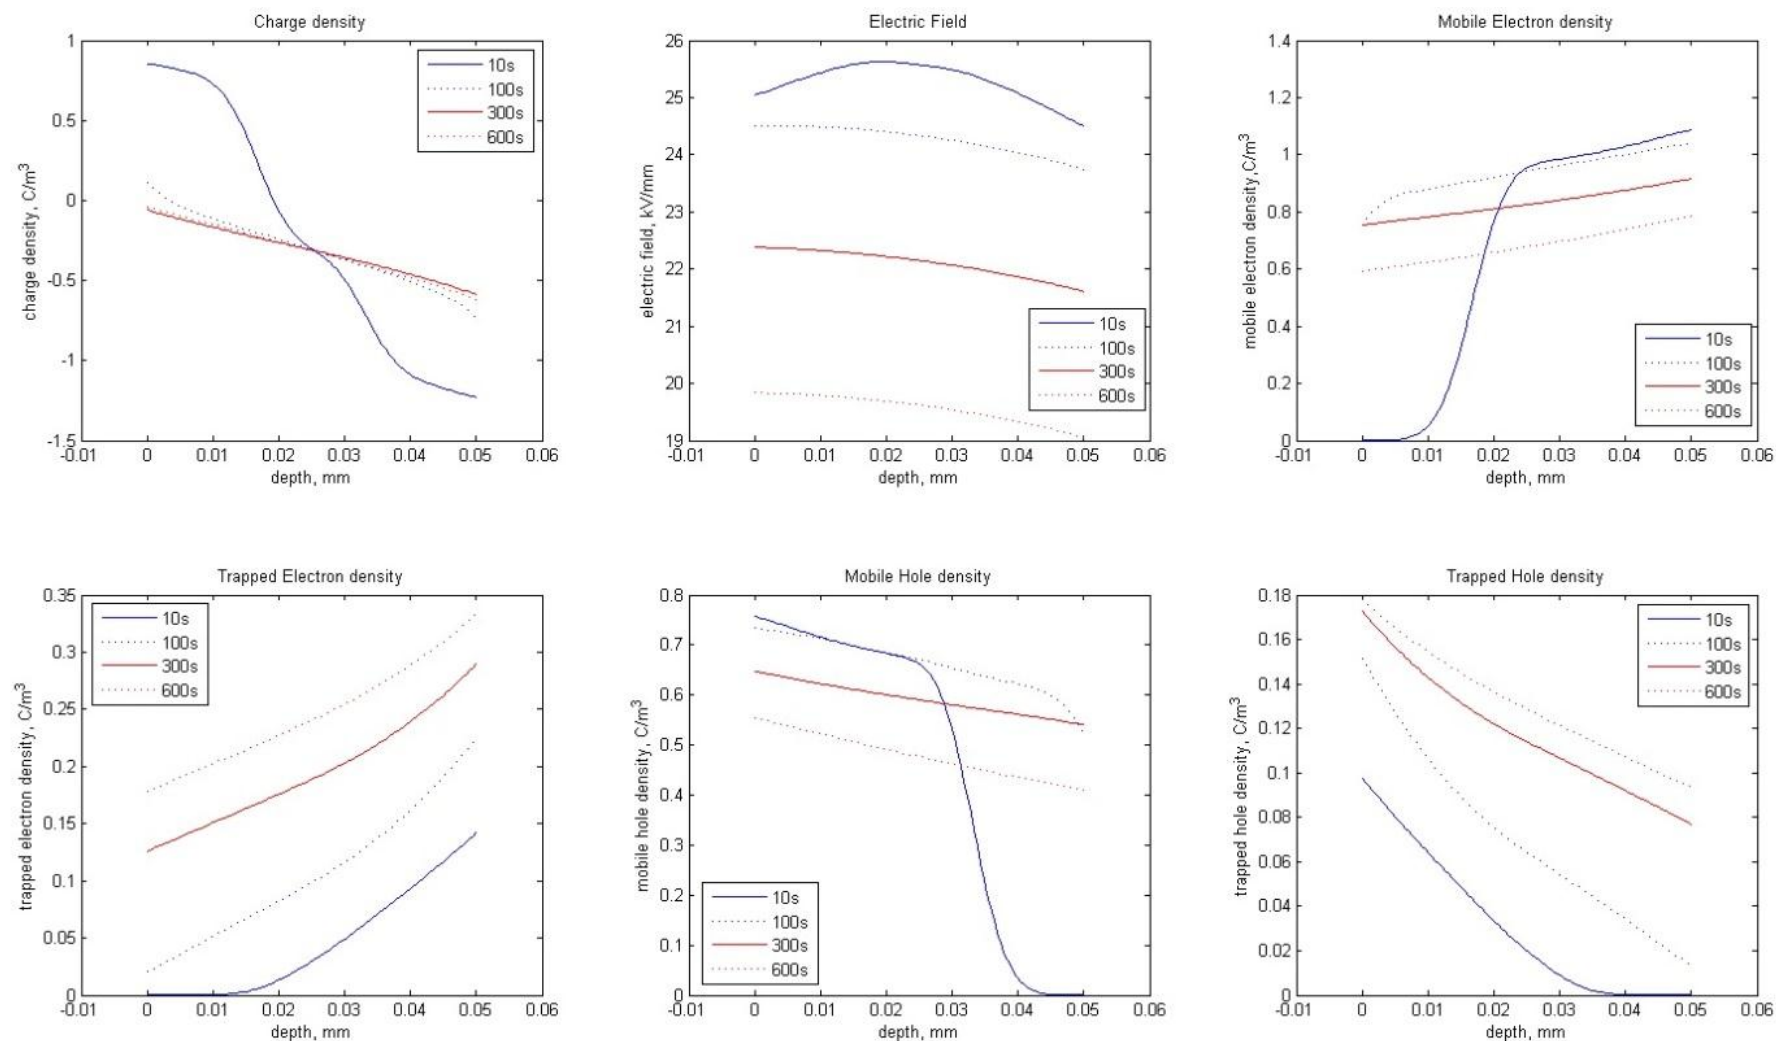 Charge density
1
0.5
0
-0.5
-1
-1.5
-0.01 0 0.01 0.02 0.03 0.04 0.05 0.06
depth, mm
charge density, C/m3
10s
100s
300s
600s
Electric Field
26
25
24
23
22
21
20
19
-0.01 0 0.01 0.02 0.03 0.04 0.05 0.06
depth, mm
electric fiield, kV/mm
10s
100s
300s
600s
Mobile Electron density
1.4
1.2
1
0.8
0.6
0.4
0.2
0
-0.01 0 0.01 0.02 0.03 0.04 0.05 0.06
depth, mm
mobile electron density,C/m3
10s
100s
300s
600s
Trapped Electron density
0.35
0.3
0.25
0.2
0.15
0.1
0.05
0
-0.01 0 0.01 0.02 0.03 0.04 0.05 0.06
depth, mm
trapped electron density, C/m3
10s
100s
300s
600s
Mobile Hole density
0.8
0.7
0.6
0.5
0.4
0.3
0.2
0.1
0
-0.01 0 0.01 0.02 0.03 0.04 0.05 0.06
depth, mm
mobile hole density, C/m3
10s
100s
300s
600s
Trapped Hole density
0.18
0.16
0.14
0.12
0.1
0.08
0.06
0.04
0.02
0
-0.01 0 0.01 0.02 0.03 0.04 0.05 0.06
depth, mm
trapped hole density, C/m3
10s
100s
300s
600s